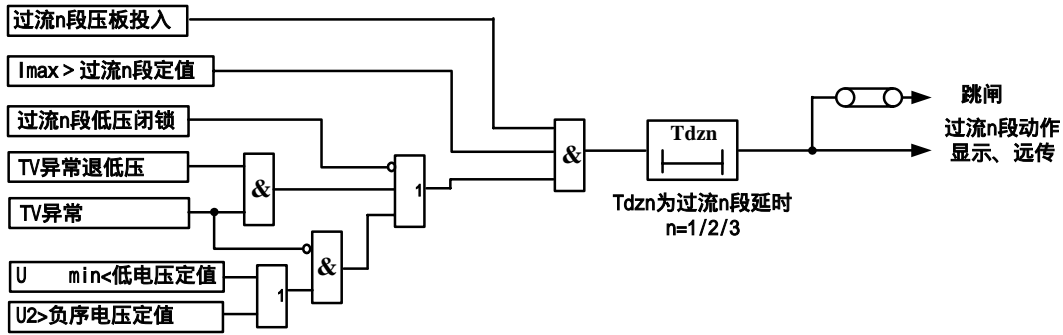 过流n段压板投入
Imax > 过流n段定值
过流n段低压闭锁
TV异常退低压
TV异常
U min<低电压定值
U2>负序电压定值
&
&
1
1
&
Tdzn
Tdzn为过流n段延时
n=1/2/3
跳闸
过流n段动作
显示、远传